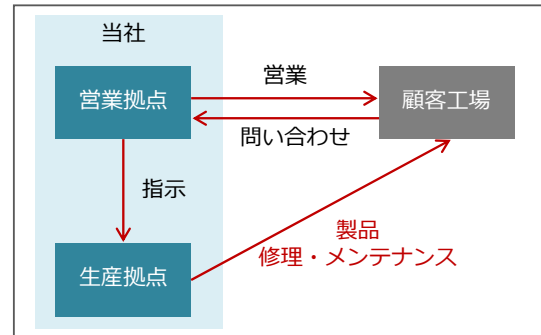 当社
営業拠点
営業
顧客工場
問い合わせ
指示
製品
修理・メンテナンス
生産拠点